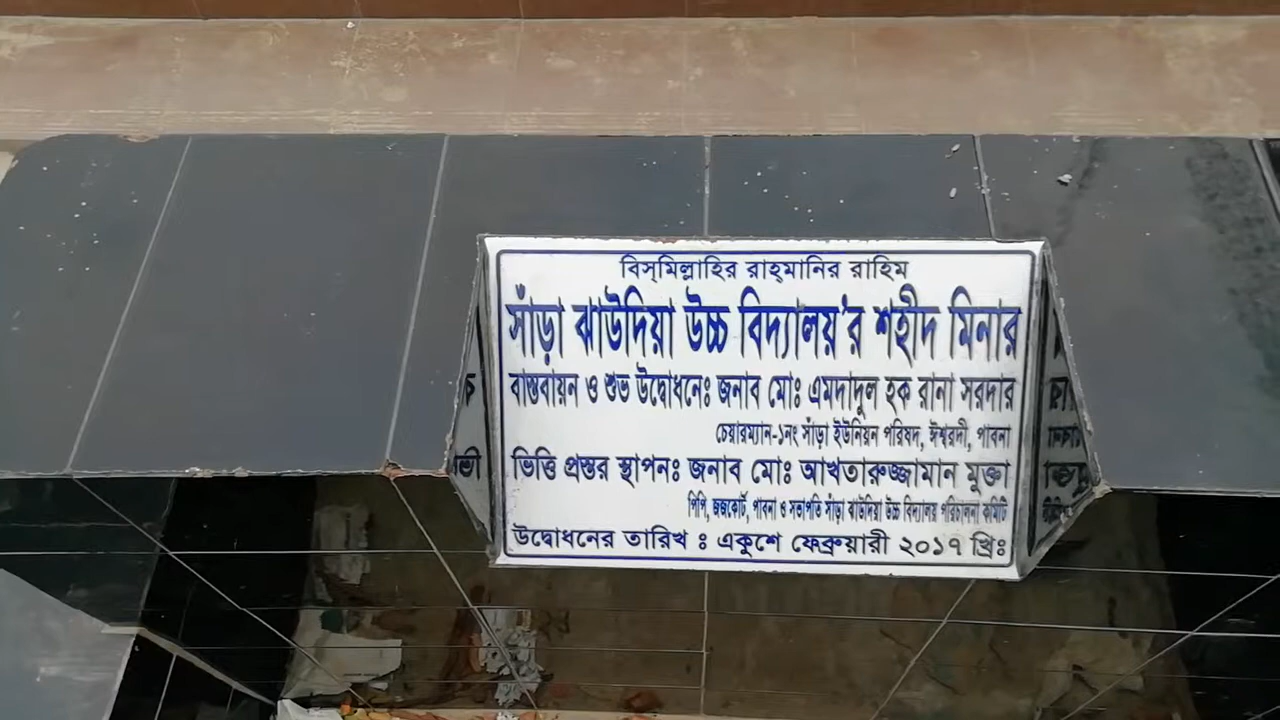 বিস্‌মিল্লাহির রাহ্‌মানির রাহিম
সাঁড়া ঝাউদিয়া উচ্চ বিদ্যালয়'র শহীদ মিনার
বাস্তবায়ন ও শুভ উদ্বোধনেঃ জনাব মোঃ এমদাদুল হক রানা সরদার
চেয়ারম্যান-১নং সাঁড়া ইউনিয়ন পরিষদ, ঈশ্বরদী, পাবনা
ভিত্তি প্রস্তর স্থাপনঃ জনাব মোঃ আখতারুজ্জামান মুক্তা
পিপি, জজকোর্ট, পাবনা ও সভাপতি সাঁড়া ঝাউদিয়া উচ্চ বিদ্যালয় পরিচালনা কমিটি
উদ্বোধনের তারিখ ঃ একুশে ফেব্রুয়ারী ২০১৭ খ্রিঃ